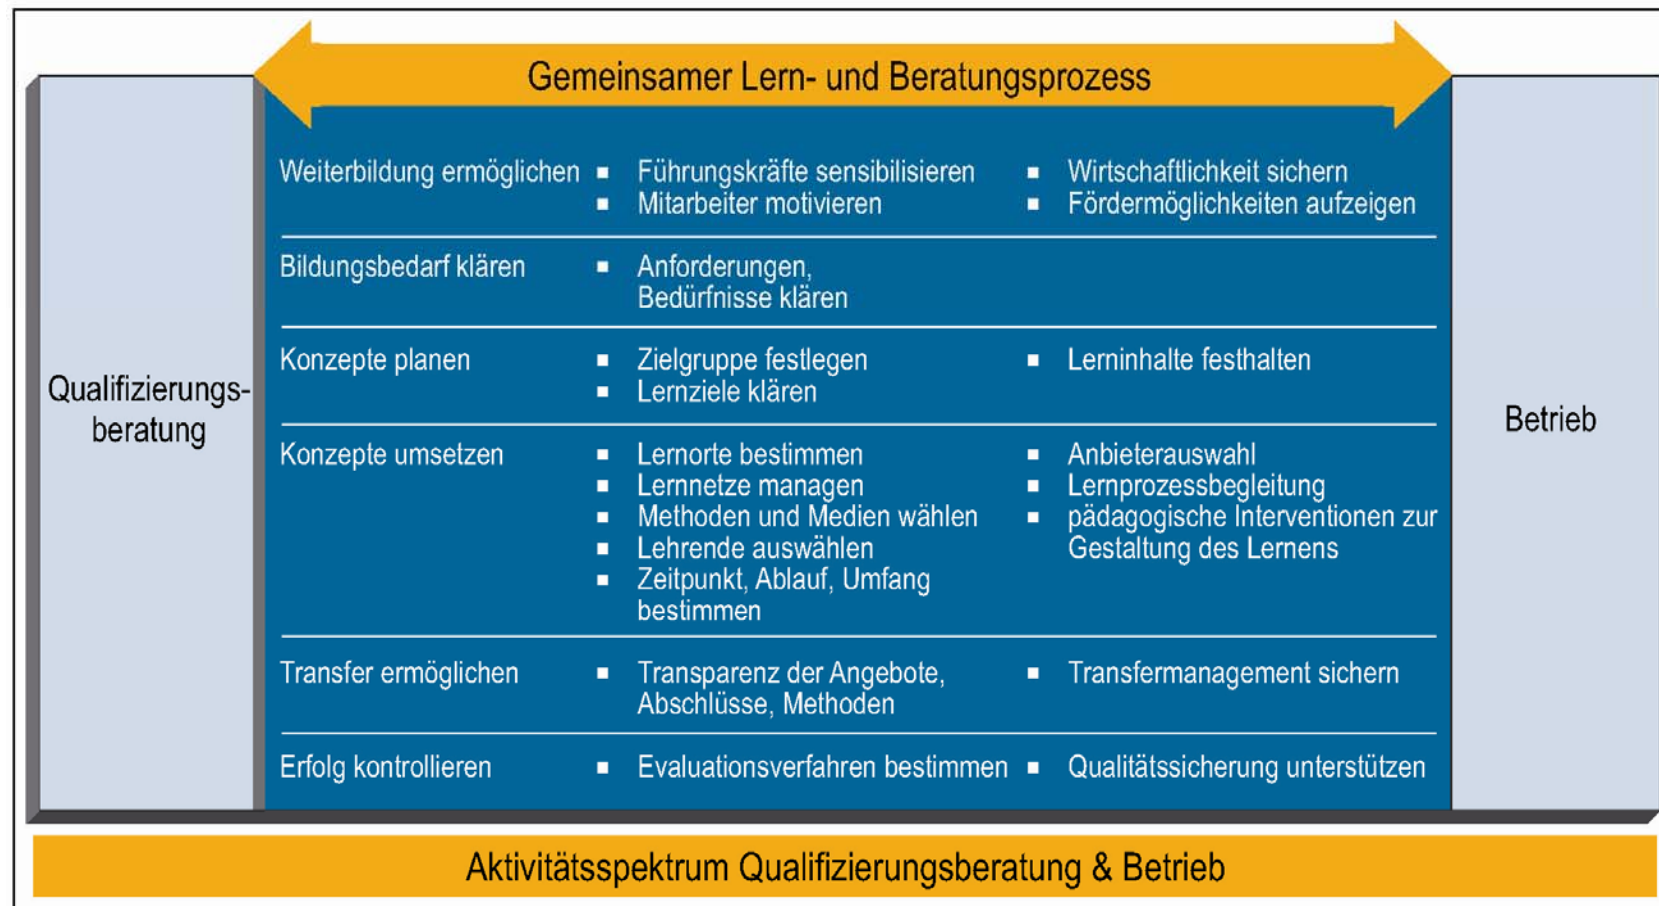 Gemeinsamer Lern- und Beratungsprozess
Qualifizierungs-
beratung
Weiterbildung ermöglichen ▪ Führungskräfte sensibilisieren ▪ Wirtschaftlichkeit sichern
▪ Mitarbeiter motivieren ▪ Fördermöglichkeiten aufzeigen
Bildungsbedarf klären ▪ Anforderungen,
Bedürfnisse klären
Konzepte planen ▪ Zielgruppe festlegen ▪ Lerninhalte festhalten
▪ Lernziele klären
Konzepte umsetzen ▪ Lernorte bestimmen ▪ Anbieterauswahl
▪ Lernnetze managen ▪ Lernprozessbegleitung
▪ Methoden und Medien wählen ▪ pädagogische Interventionen zur
▪ Lehrende auswählen Gestaltung des Lernens
▪ Zeitpunkt, Ablauf, Umfang
bestimmen
Transfer ermöglichen ▪ Transparenz der Angebote, ▪ Transfermanagement sichern
Abschlüsse, Methoden
Erfolg kontrollieren ▪ Evaluationsverfahren bestimmen ▪ Qualitätssicherung unterstützen
Betrieb
Aktivitätsspektrum Qualifizierungsberatung & Betrieb